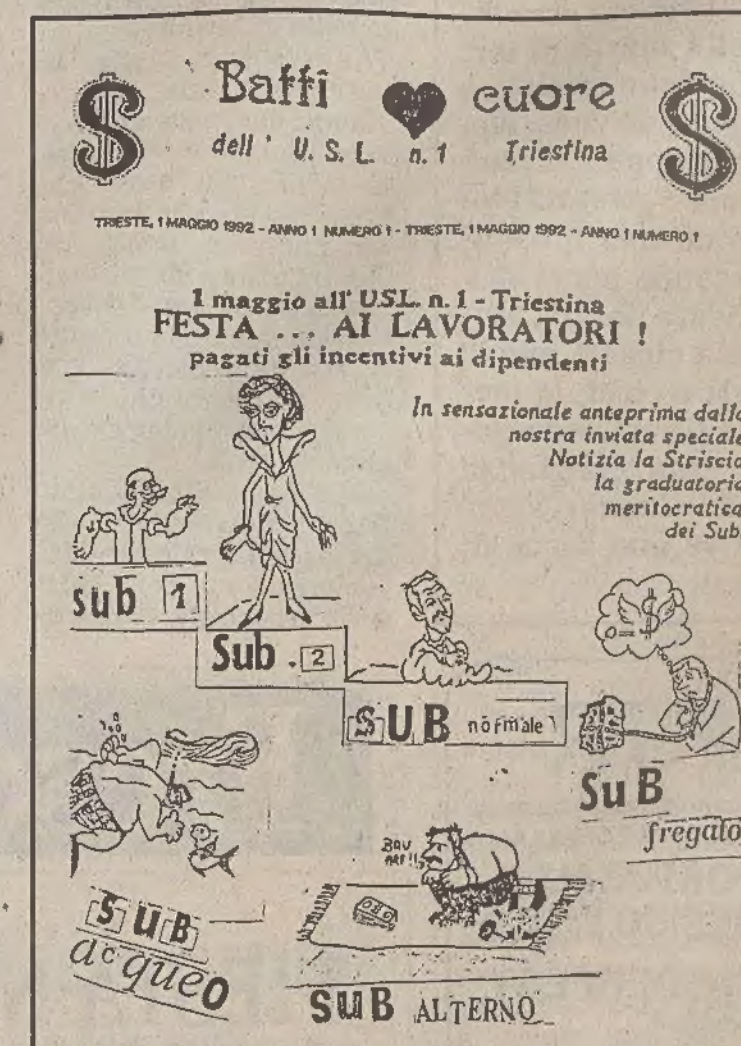 $ Baffi ♥ cuore $
dell' U.S.L. n. 1 Triestina
TRIESTE, 1 MAGGIO 1992 - ANNO 1 NUMERO 1 - TRIESTE, 1 MAGGIO 1992 - ANNO 1 NUMERO 1
1 maggio all' U.S.L. n. 1 - Triestina
FESTA ... AI LAVORATORI !
pagati gli incentivi ai dipendenti
In sensazionale anteprima dalla
nostra inviata speciale
Notizia la Striscia
la graduatoria
meritocratica
dei Sub
sub 1
Sub . 2
SUB normale
$
SuB
fregato
SUB
acqueo
BAU
SUB ALTERNO